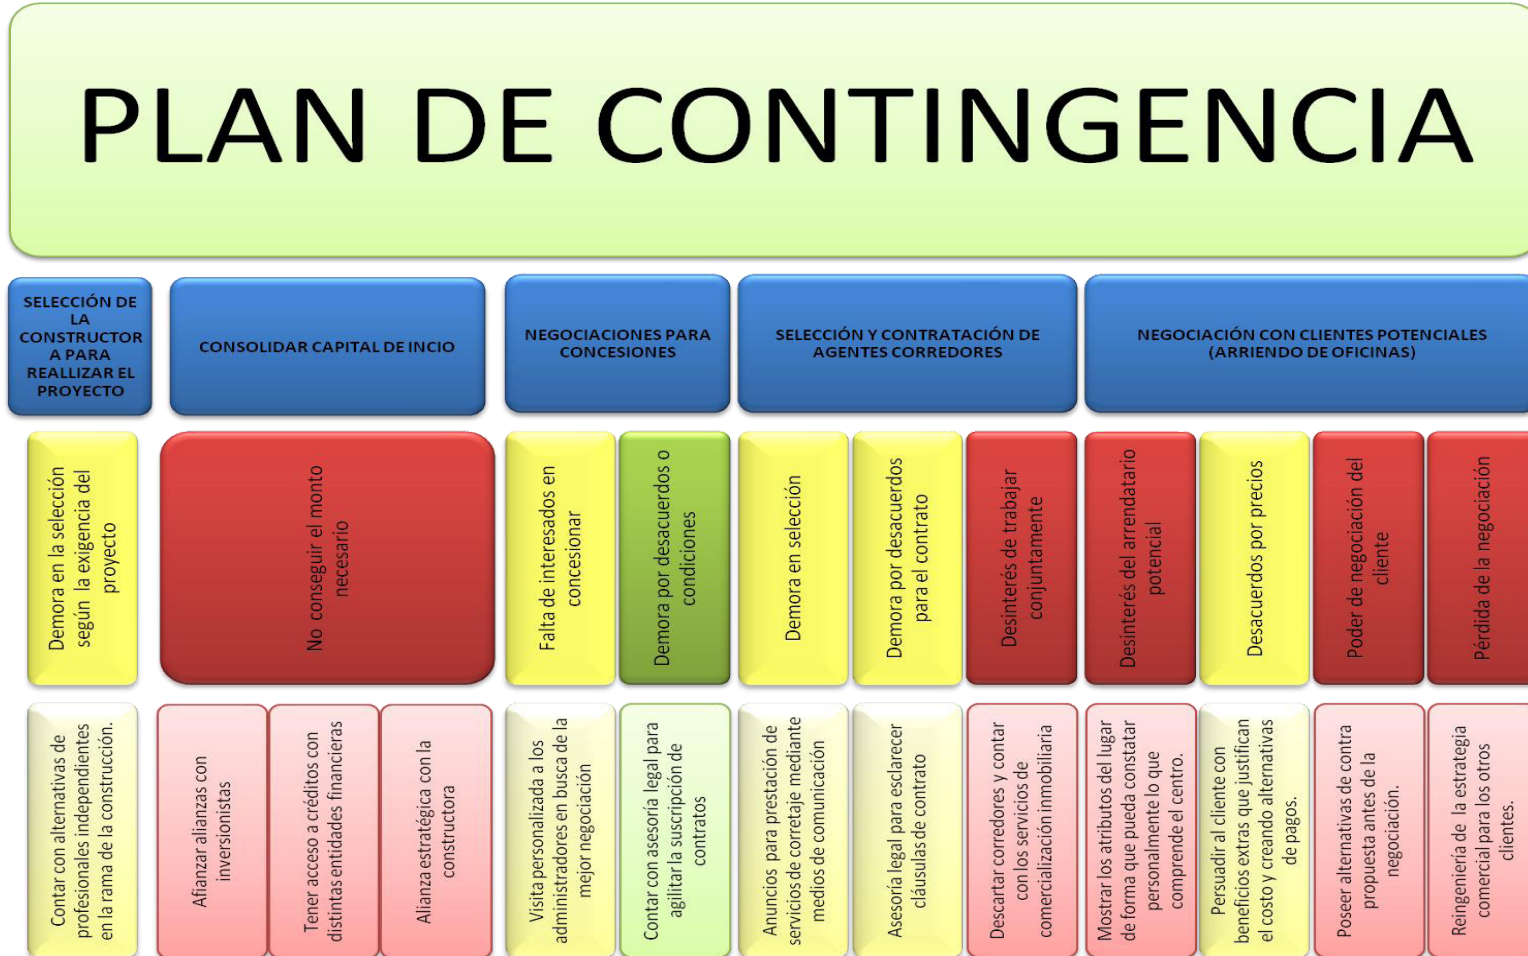 PLAN DE CONTINGENCIA
SELECCIÓN DE
LA
CONSTRUCTOR
A PARA
REALLIZAR EL
PROYECTO
CONSOLIDAR CAPITAL DE INCIO
NEGOCIACIONES PARA
CONCESIONES
SELECCIÓN Y CONTRATACIÓN DE
AGENTES CORREDORES
NEGOCIACIÓN CON CLIENTES POTENCIALES
(ARRIENDO DE OFICINAS)
Demora en la selección
según la exigencia del
proyecto
No conseguir el monto
necesario
Falta de interesados en
concesionar
Demora por desacuerdos o
condiciones
Demora en selección
Demora por desacuerdos
para el contrato
Desinterés de trabajar
conjuntamente
Desinterés del arrendatario
potencial
Desacuerdos por precios
Poder de negociación del
cliente
Pérdida de la negociación
Contar con alternativas de
profesionales independientes
en la rama de la construcción.
Afianzar alianzas con
inversionistas
Tener acceso a créditos con
distintas entidades financieras
Alianza estratégica con la
constructora
Visita personalizada a los
administradores en busca de la
mejor negociación
Contar con asesoría legal para
agilitar la suscripción de
contratos
Anuncios para prestación de
servicios de corretaje mediante
medios de comunicación
Asesoría legal para esclarecer
cláusulas de contrato
Descartar corredores y contar
con los servicios de
comercialización inmobiliaria
Mostrar los atributos del lugar
de forma que pueda constatar
personalmente lo que
comprende el centro.
Persuadir al cliente con
beneficios extras que justifican
el costo y creando alternativas
de pagos.
Poseer alternativas de contra
propuesta antes de la
negociación.
Reingeniería de la estrategia
comercial para los otros
clientes.